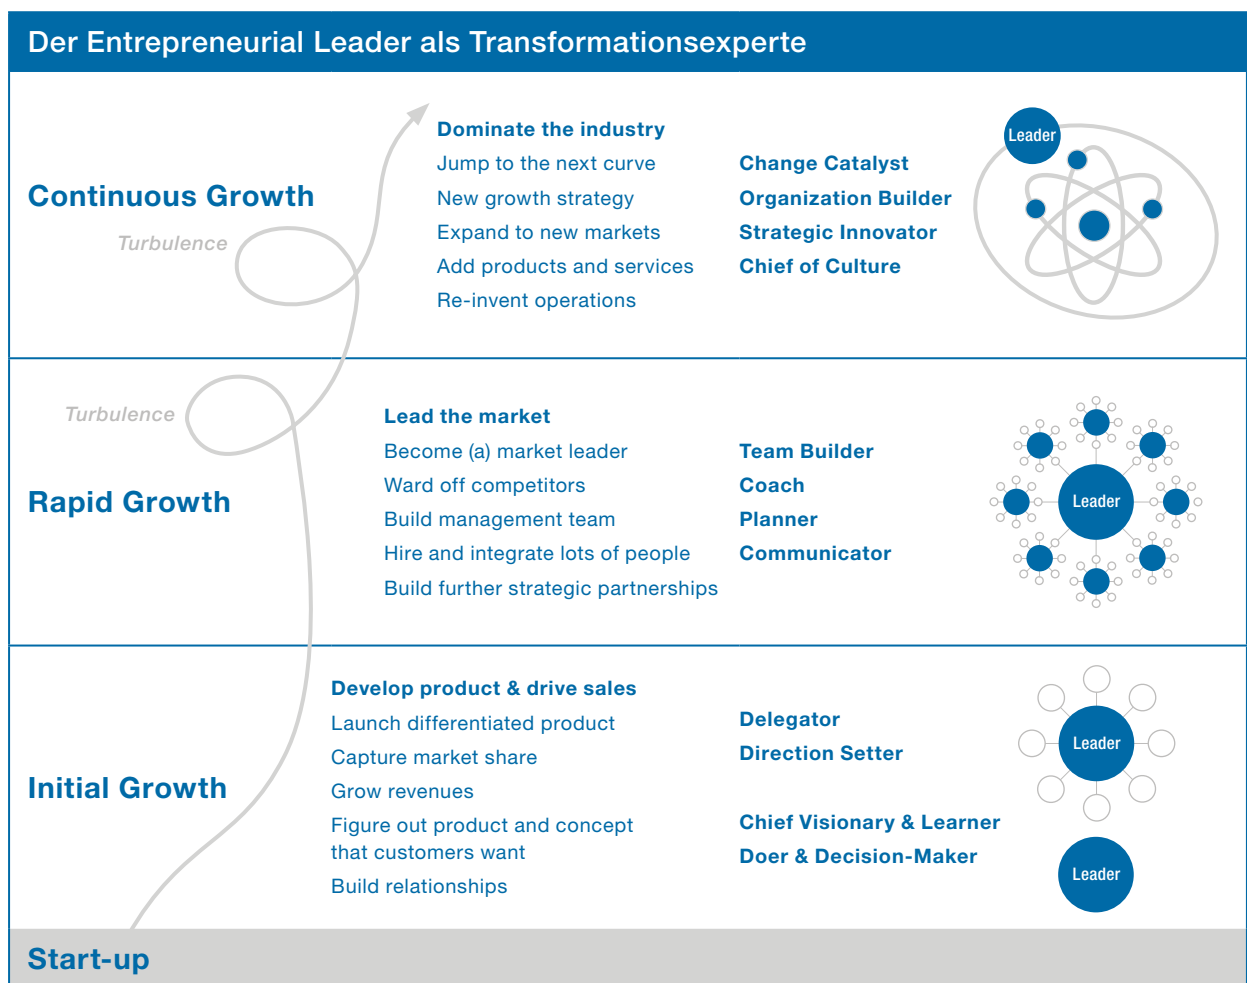 Der Entrepreneurial Leader als Transformationsexperte
Continuous Growth
Turbulence
Dominate the industry
Jump to the next curve
New growth strategy
Expand to new markets
Add products and services
Re-invent operations
Change Catalyst
Organization Builder
Strategic Innovator
Chief of Culture
Leader
Turbulence
Rapid Growth
Lead the market
Become (a) market leader
Ward off competitors
Build management team
Hire and integrate lots of people
Build further strategic partnerships
Team Builder
Coach
Planner
Communicator
Leader
Initial Growth
Develop product & drive sales
Launch differentiated product
Capture market share
Grow revenues
Figure out product and concept
that customers want
Build relationships
Delegator
Direction Setter
Chief Visionary & Learner
Doer & Decision-Maker
Leader
Leader
Start-up